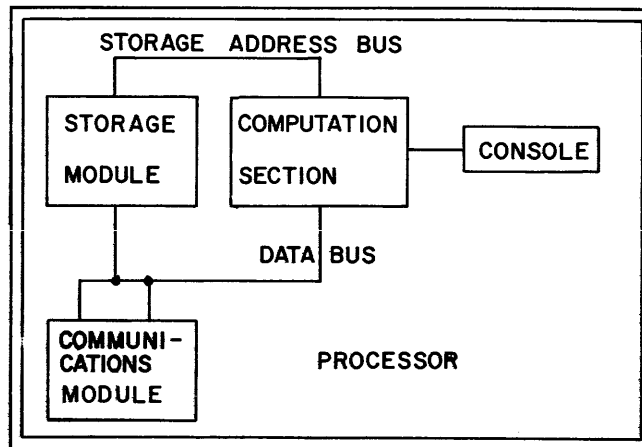 STORAGE ADDRESS BUS
STORAGE
MODULE
COMPUTATION
SECTION
CONSOLE
DATA BUS
COMMUNI-
CATIONS
MODULE
PROCESSOR